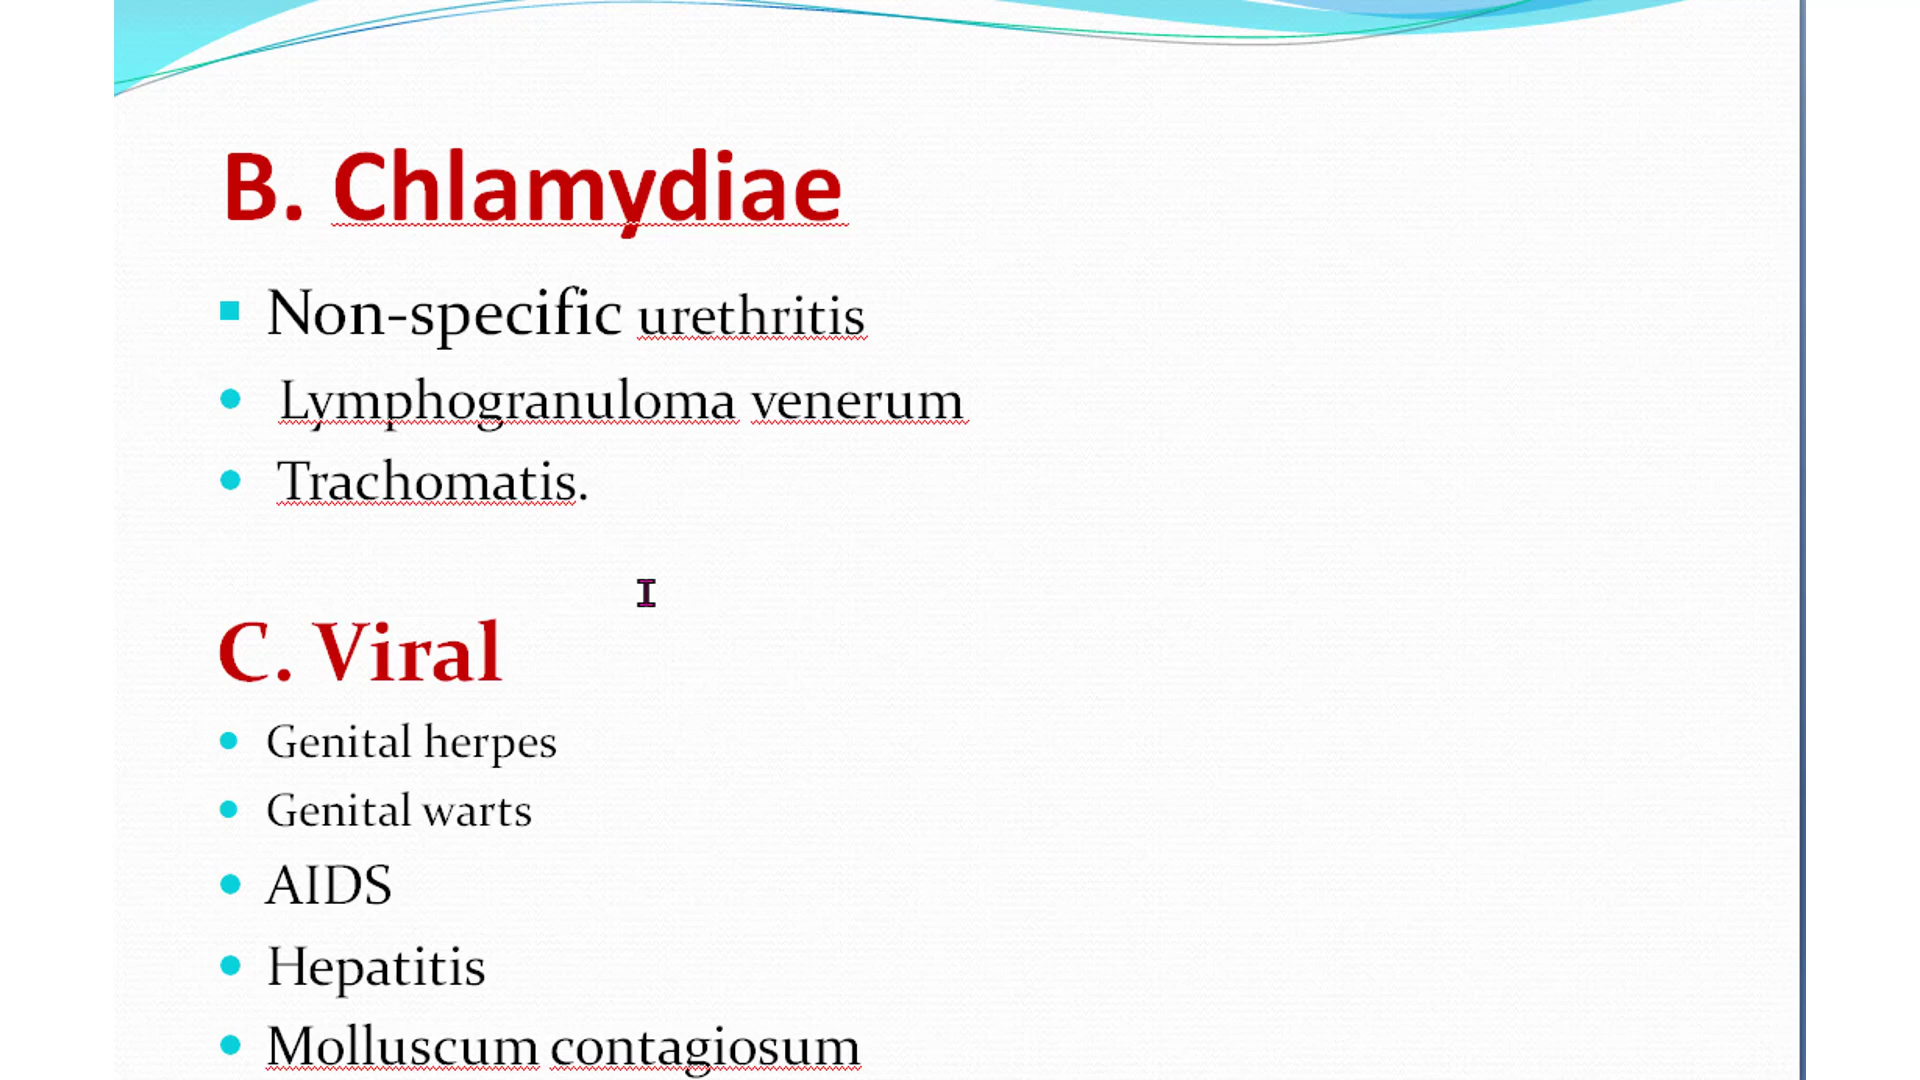 B. Chlamydiae
Non-specific urethritis
Lymphogranuloma venerum
Trachomatis.
C. Viral
Genital herpes
Genital warts
AIDS
Hepatitis
Molluscum contagiosum